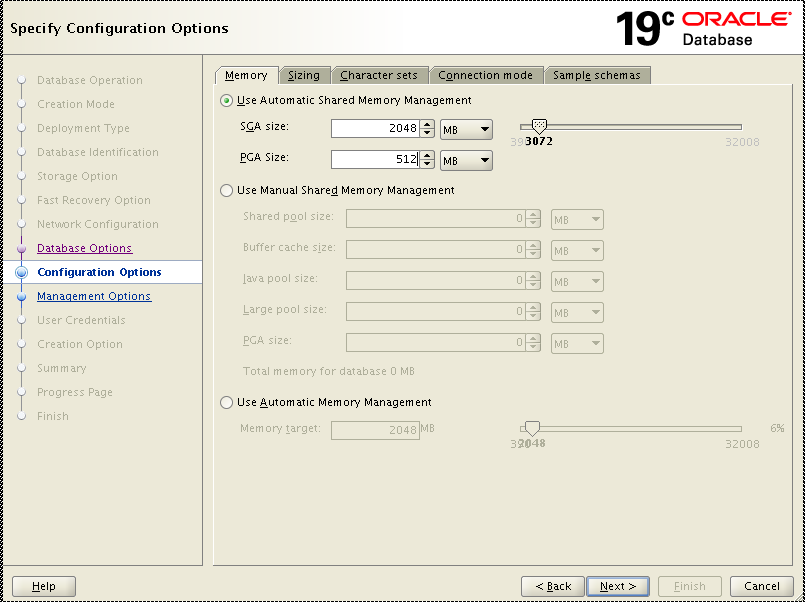 Specify Configuration Options
19c ORACLE
Database
Database Operation
Creation Mode
Deployment Type
Database Identification
Storage Option
Fast Recovery Option
Network Configuration
Database Options
Configuration Options
Management Options
User Credentials
Creation Option
Summary
Progress Page
Finish
Memory Sizing Character sets Connection mode Sample schemas
Use Automatic Shared Memory Management
SGA size: 2048 MB
3072 32008
PGA Size: 512 MB
Use Manual Shared Memory Management
Shared pool size: 0 MB
Buffer cache size: 0 MB
Java pool size: 0 MB
Large pool size: 0 MB
PGA size: 0 MB
Total memory for database 0 MB
Use Automatic Memory Management
Memory target: 2048 MB 6%
2048 32008
Help < Back Next > Finish Cancel